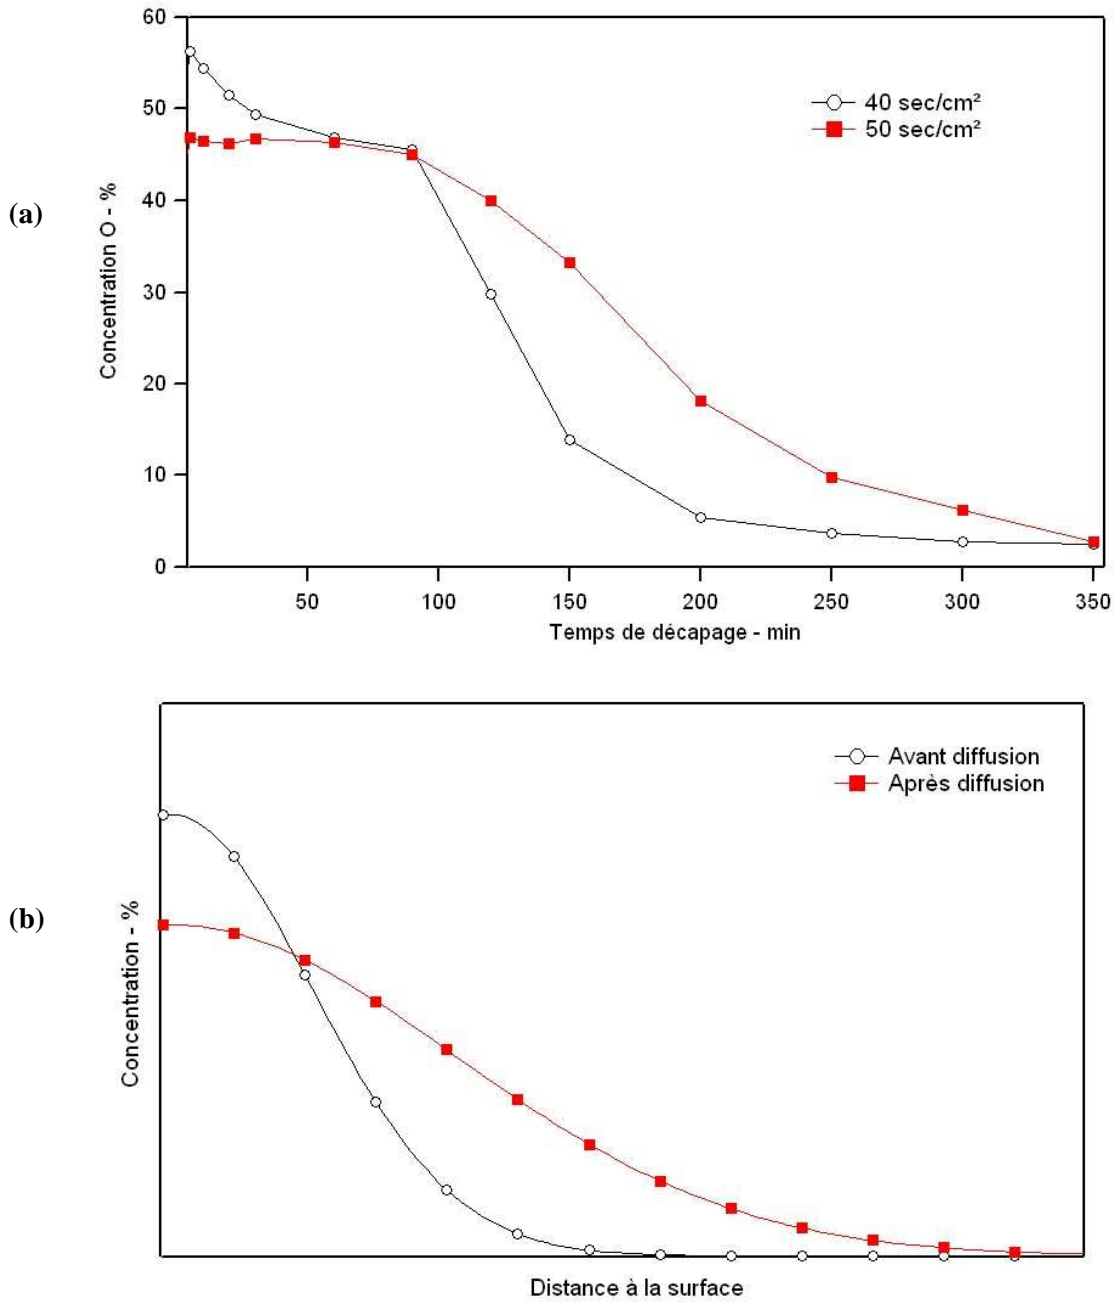 (a)
Concentration O - %
60
50
40
30
20
10
0
40 sec/cm²
50 sec/cm²
50 100 150 200 250 300 350
Temps de décapage - min
(b)
Concentration - %
Avant diffusion
Après diffusion
Distance à la surface